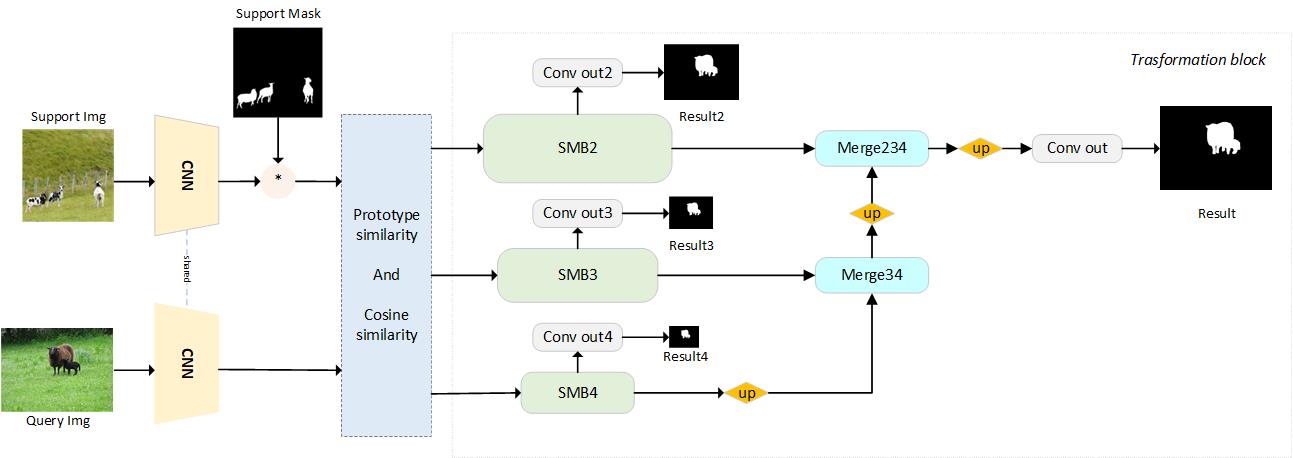 Support Mask
Support Img
CNN
*
shared
Query Img
CNN
Prototype
similarity
And
Cosine
similarity
Trasformation block
Conv out2
Result2
SMB2
Merge234
up
Conv out
Result
Conv out3
Result3
up
SMB3
Merge34
Conv out4
Result4
SMB4
up